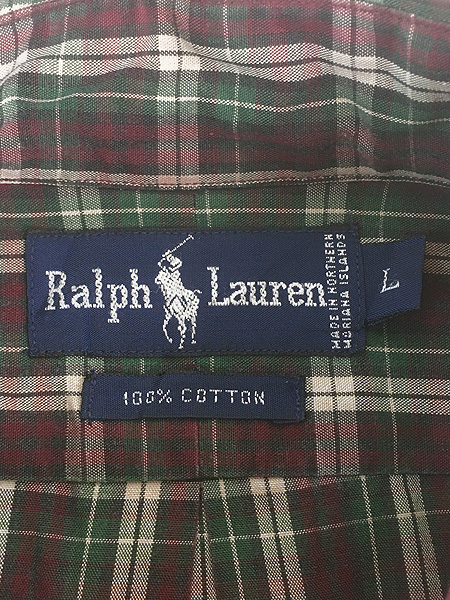 Ralph Lauren
MADE IN NORTHERN
MARIANA ISLANDS
L
100% COTTON